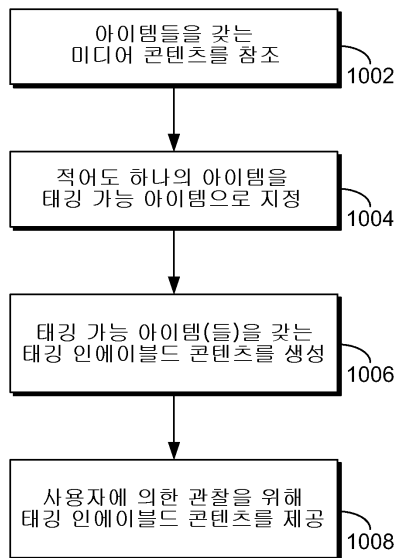 아이템들을 갖는
미디어 콘텐츠를 참조
1002
적어도 하나의 아이템을
태깅 가능 아이템으로 지정
1004
태깅 가능 아이템(들)을 갖는
태깅 인에이블드 콘텐츠를 생성
1006
사용자에 의한 관찰을 위해
태깅 인에이블드 콘텐츠를 제공
1008